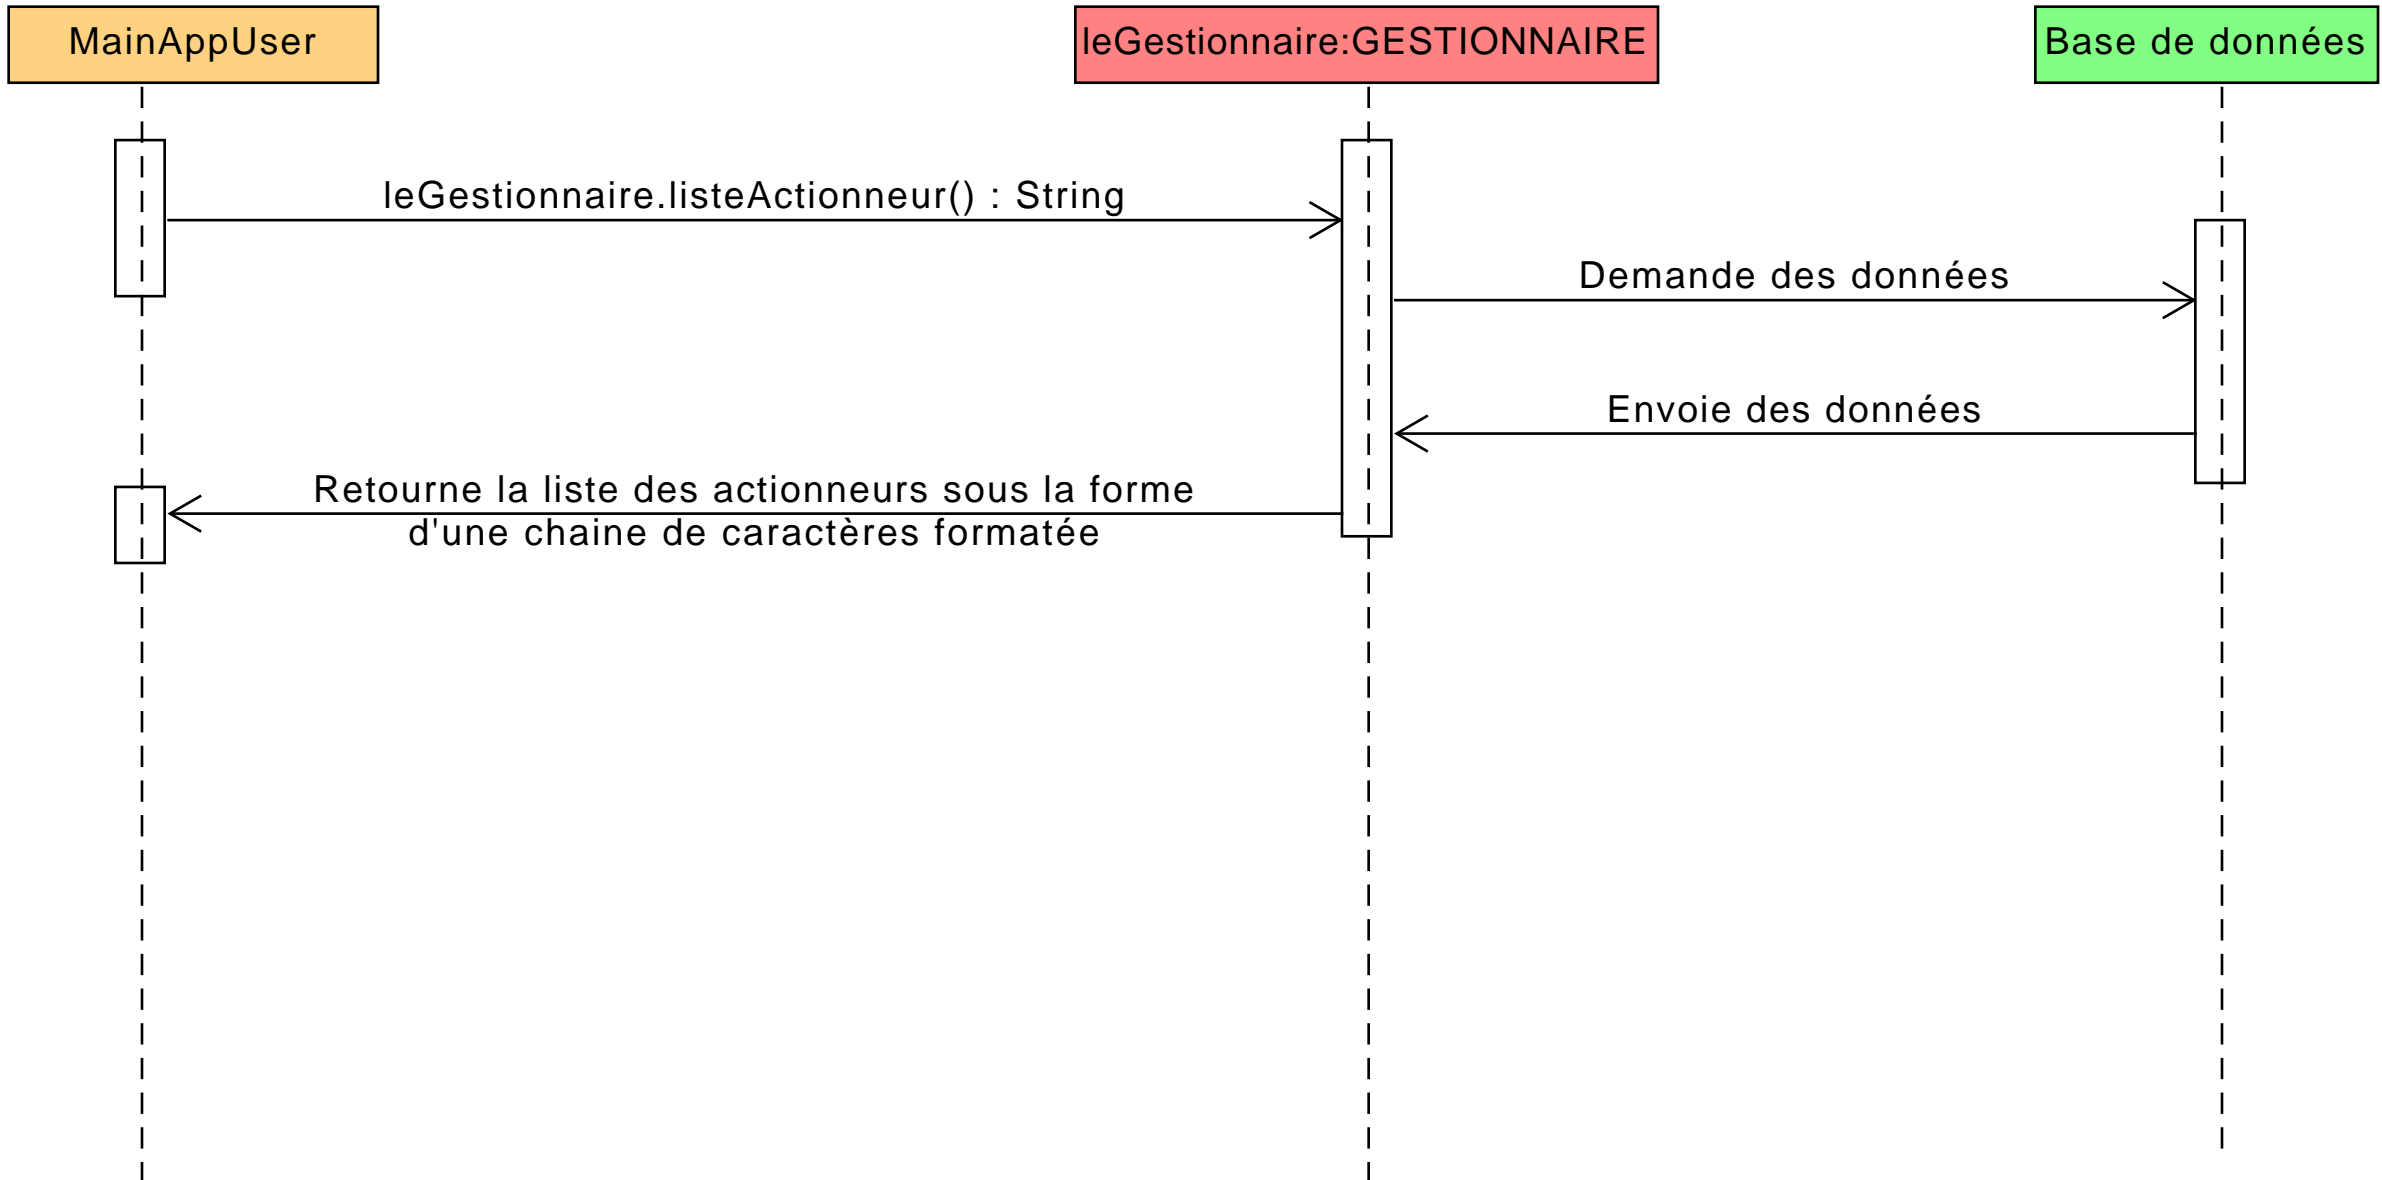 MainAppUser
leGestionnaire:GESTIONNAIRE
Base de données
leGestionnaire.listeActionneur() : String
Demande des données
Envoie des données
Retourne la liste des actionneurs sous la forme
d'une chaine de caractères formatée